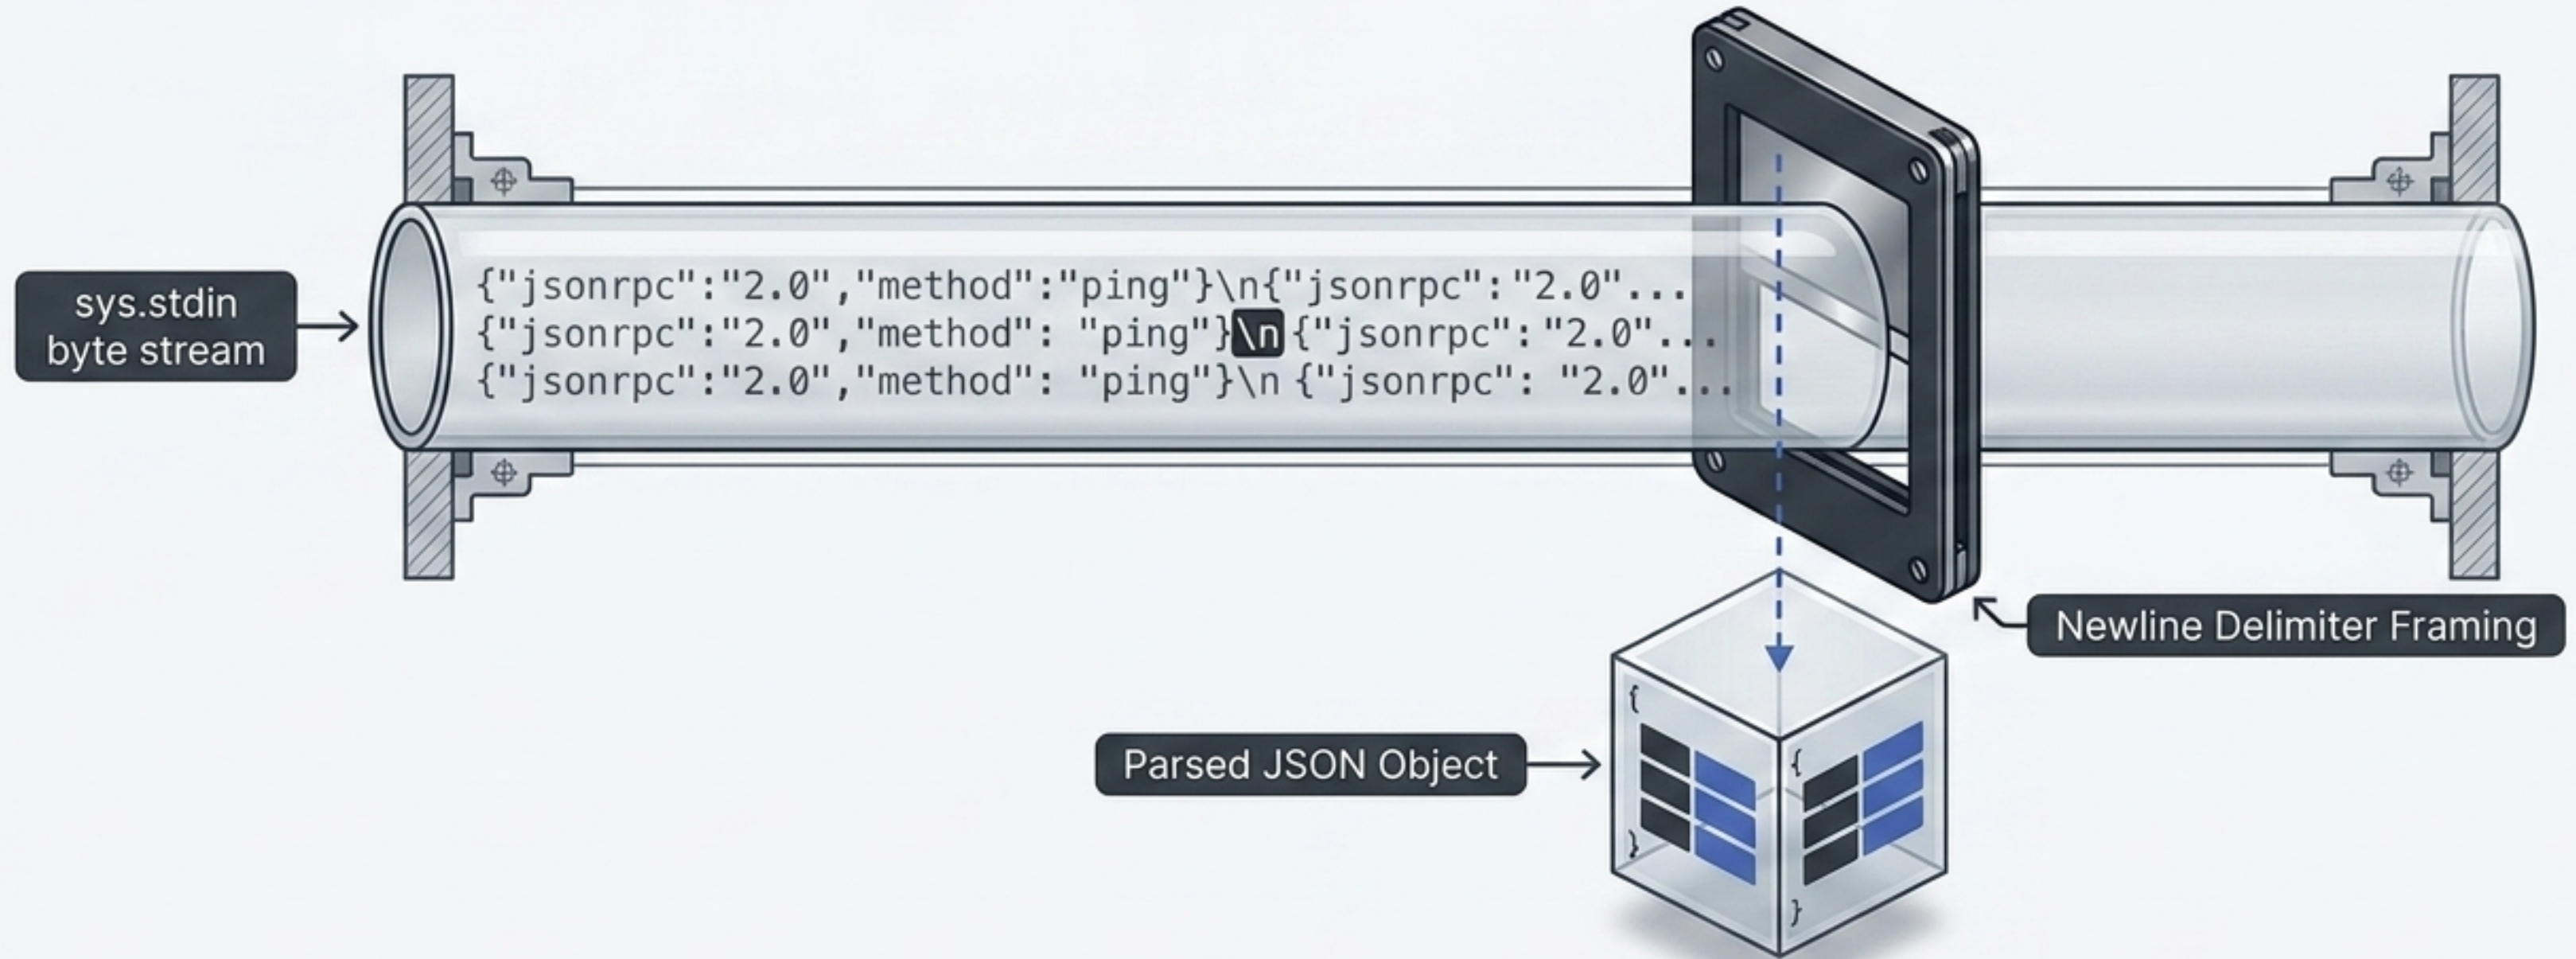 sys.stdin
byte stream
{"jsonrpc":"2.0","method":"ping"}\n{"jsonrpc":"2.0"...
{"jsonrpc":"2.0","method": "ping"}\n {"jsonrpc": "2.0"...
{"jsonrpc":"2.0","method": "ping"}\n {"jsonrpc": "2.0"...
Newline Delimiter Framing
Parsed JSON Object
{
}
{
}